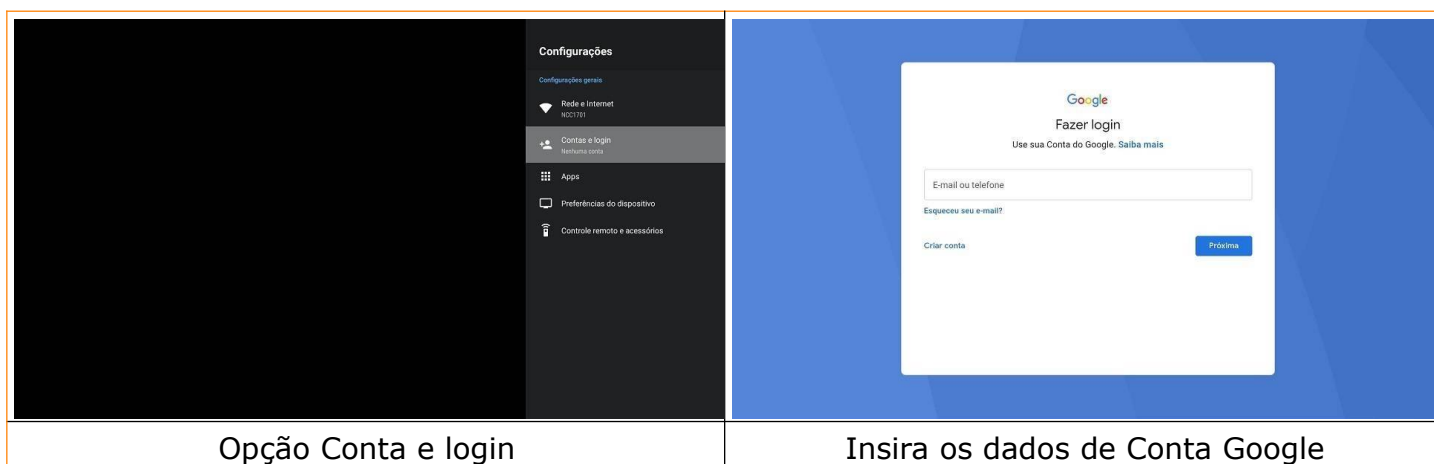 Configurações
Configurações gerais
Rede e Internet
NCC1701
Contas e login
Nenhuma conta
Apps
Preferências do dispositivo
Controle remoto e acessórios
Opção Conta e login
Google
Fazer login
Use sua Conta do Google. Saiba mais
E-mail ou telefone
Esqueceu seu e-mail?
Criar conta
Próxima
Insira os dados de Conta Google